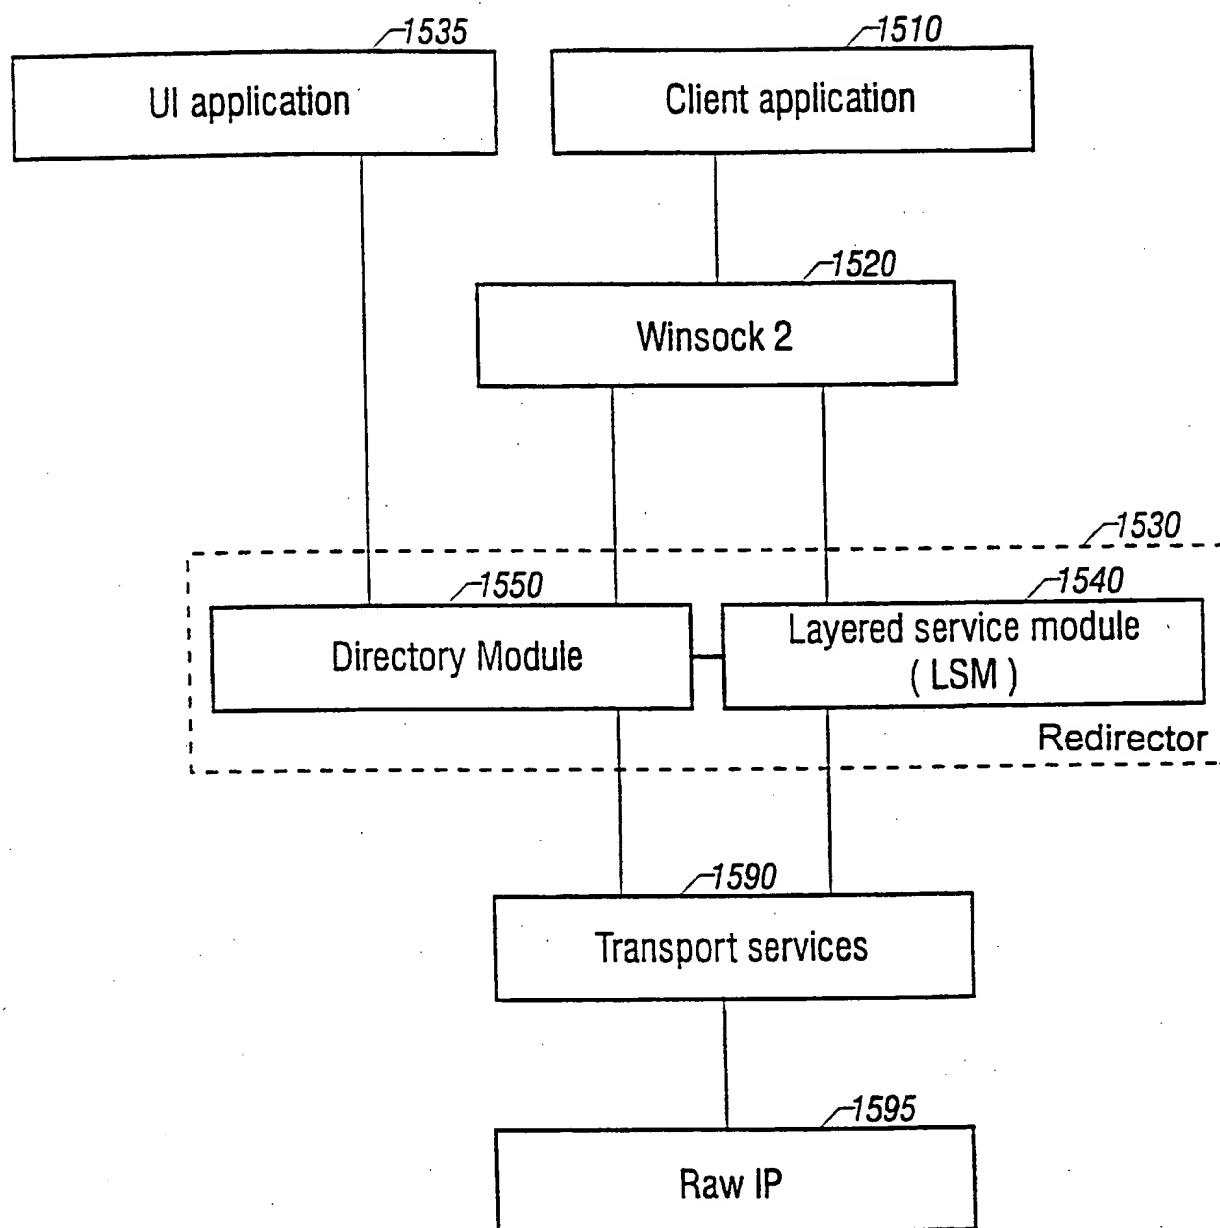 1535
1510
UI application
Client application
1520
Winsock 2
1530
1550
1540
Directory Module
Layered service module
( LSM )
Redirector
1590
Transport services
1595
Raw IP